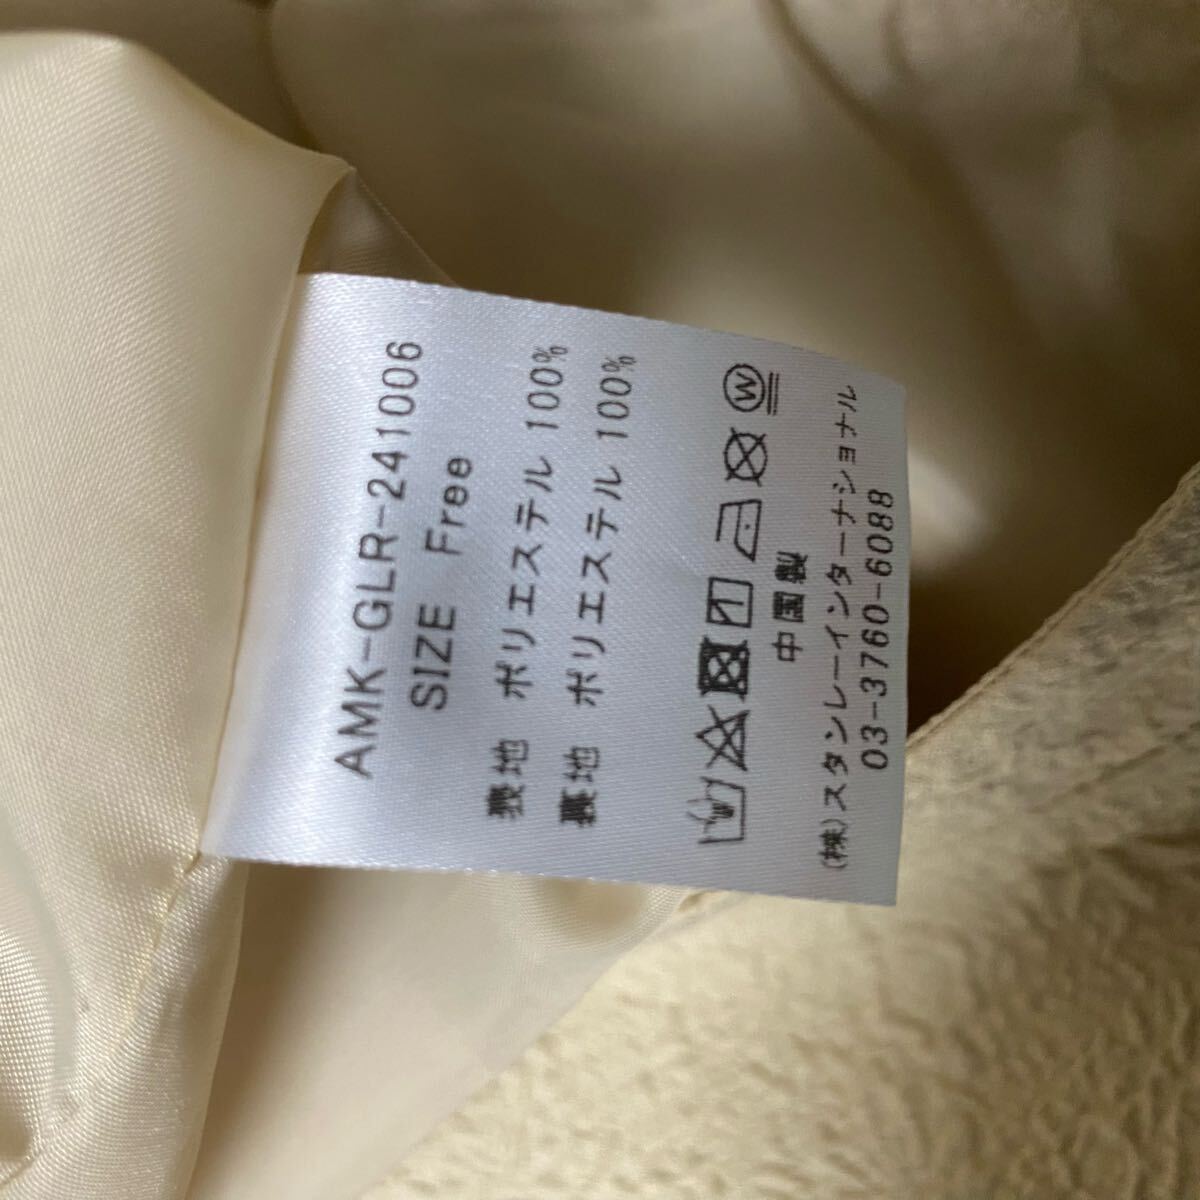 AMK-GLR-241006
SIZE Free
表地 ポリエステル 100%
裏地 ポリエステル 100%
W
中国製
(株)スタンレーインターナショナル
03-3760-6088